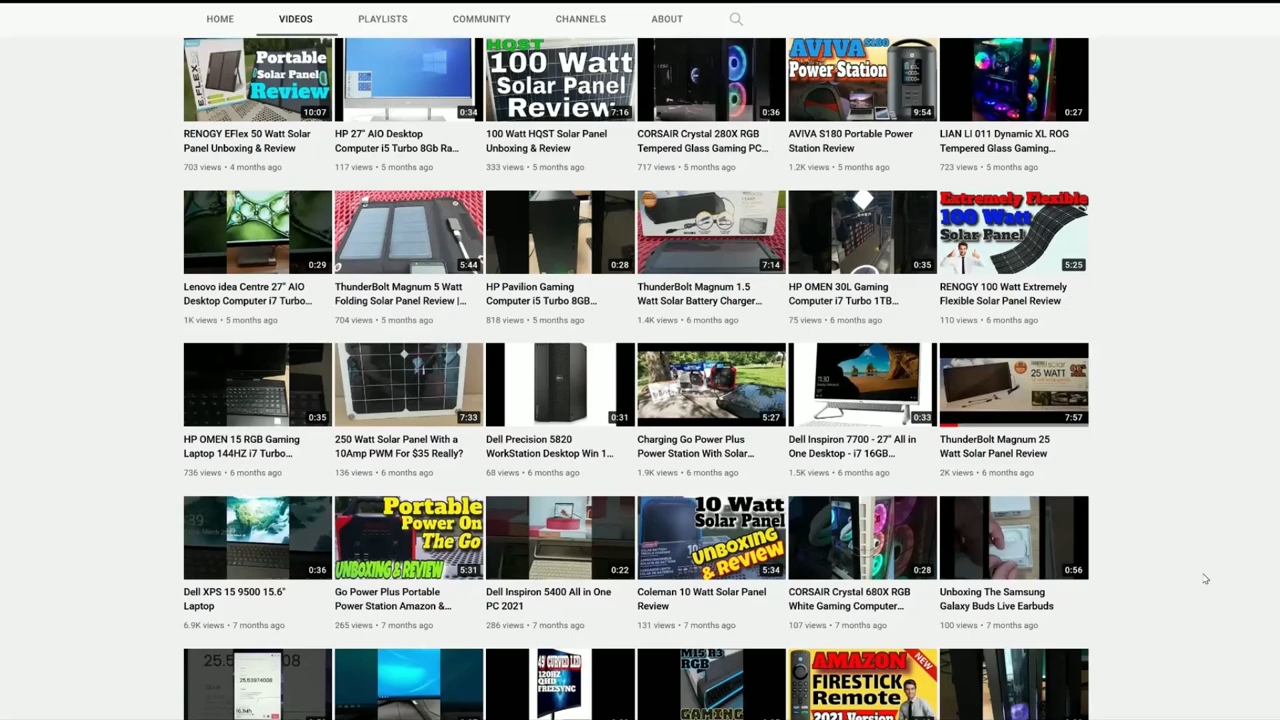 HOME
VIDEOS
PLAYLISTS
COMMUNITY
CHANNELS
ABOUT
Portable
Solar Panel
Review
10:07
0:34
HQST
100 Watt
Solar Panel
Review
7:16
0:36
AVIVA S180
Power Station
9:54
0:27
RENOGY EFlex 50 Watt Solar
Panel Unboxing & Review
703 views • 4 months ago
HP 27" AIO Desktop
Computer i5 Turbo 8Gb Ra...
117 views • 5 months ago
100 Watt HQST Solar Panel
Unboxing & Review
333 views • 5 months ago
CORSAIR Crystal 280X RGB
Tempered Glass Gaming PC...
717 views • 5 months ago
AVIVA S180 Portable Power
Station Review
1.2K views • 5 months ago
LIAN LI 011 Dynamic XL ROG
Tempered Glass Gaming...
723 views • 5 months ago
0:29
5:44
0:28
7:14
0:35
Extremely Flexible
100 Watt
Solar Panel
5:25
Lenovo idea Centre 27" AIO
Desktop Computer i7 Turbo...
1K views • 5 months ago
ThunderBolt Magnum 5 Watt
Folding Solar Panel Review |...
704 views • 5 months ago
HP Pavilion Gaming
Computer i5 Turbo 8GB...
818 views • 5 months ago
ThunderBolt Magnum 1.5
Watt Solar Battery Charger...
1.4K views • 6 months ago
HP OMEN 30L Gaming
Computer i7 Turbo 1TB...
75 views • 6 months ago
RENOGY 100 Watt Extremely
Flexible Solar Panel Review
110 views • 6 months ago
0:35
7:33
0:31
5:27
11:30
0:33
25 WATT
7:57
HP OMEN 15 RGB Gaming
Laptop 144HZ i7 Turbo...
736 views • 6 months ago
250 Watt Solar Panel With a
10Amp PWM For $35 Really?
136 views • 6 months ago
Dell Precision 5820
WorkStation Desktop Win 1...
68 views • 6 months ago
Charging Go Power Plus
Power Station With Solar...
1.9K views • 6 months ago
Dell Inspiron 7700 - 27" All in
One Desktop - i7 16GB...
1.5K views • 6 months ago
ThunderBolt Magnum 25
Watt Solar Panel Review
2K views • 6 months ago
0:36
Portable
Power On
The Go
UNBOXING & REVIEW
5:31
0:22
10 Watt
Solar Panel
UNBOXING
& Review
5:34
0:28
0:56
Dell XPS 15 9500 15.6"
Laptop
6.9K views • 7 months ago
Go Power Plus Portable
Power Station Amazon &...
265 views • 7 months ago
Dell Inspiron 5400 All in One
PC 2021
286 views • 7 months ago
Coleman 10 Watt Solar Panel
Review
131 views • 7 months ago
CORSAIR Crystal 680X RGB
White Gaming Computer...
107 views • 7 months ago
Unboxing The Samsung
Galaxy Buds Live Earbuds
100 views • 7 months ago
49 CURVED LED
120HZ
QHD
FREESYNC
RGB
GAMING
AMAZON
FIRESTICK
Remote
2021 Version
NEW